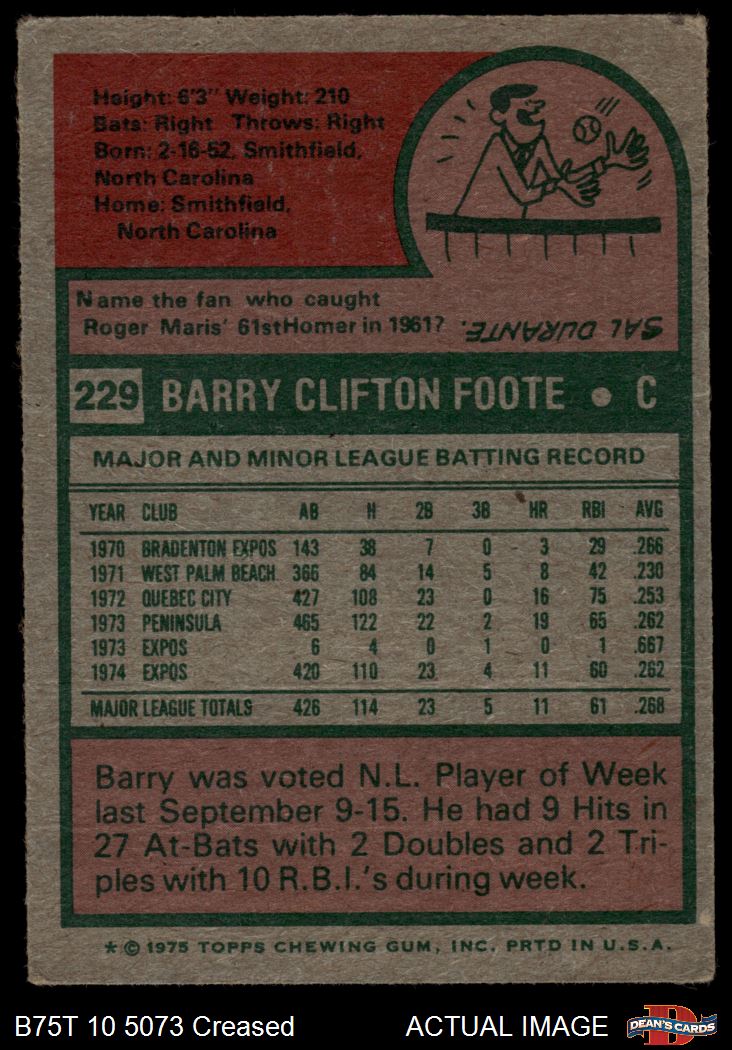 Height: 6'3" Weight: 210
Bats: Right Throws: Right
Born: 2-16-52, Smithfield,
North Carolina
Home: Smithfield,
North Carolina
Name the fan who caught
Roger Maris' 61st Homer in 1961?
SAL DURANTE.
229 BARRY CLIFTON FOOTE • C
MAJOR AND MINOR LEAGUE BATTING RECORD
YEAR CLUB AB H 2B 3B HR RBI AVG
1970 BRADENTON EXPOS 143 38 7 0 3 29 .266
1971 WEST PALM BEACH 366 84 14 5 8 42 .230
1972 QUEBEC CITY 427 108 23 0 16 75 .253
1973 PENINSULA 465 122 22 2 19 65 .262
1973 EXPOS 6 4 0 1 0 1 .667
1974 EXPOS 420 110 23 4 11 60 .262
MAJOR LEAGUE TOTALS 426 114 23 5 11 61 .268
Barry was voted N.L. Player of Week
last September 9-15. He had 9 Hits in
27 At-Bats with 2 Doubles and 2 Tri-
ples with 10 R.B.I.'s during week.
* © 1975 TOPPS CHEWING GUM, INC. PRTD IN U.S.A.
B75T 10 5073 Creased ACTUAL IMAGE DEAN'S CARDS